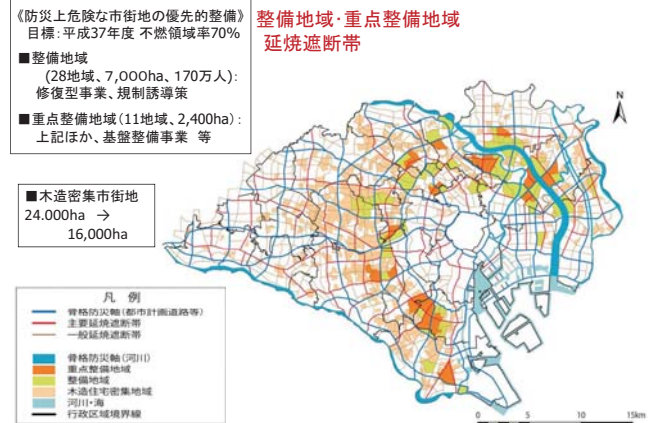 《防災上危険な市街地の優先的整備》
目標:平成37年度 不燃領域率70%
■整備地域
(28地域、7,000ha、170万人):
修復型事業、規制誘導策
■重点整備地域(11地域、2,400ha):
上記ほか、基盤整備事業 等
整備地域・重点整備地域
延焼遮断帯
N
■木造密集市街地
24.000ha →
16,000ha
凡 例
骨格防災軸(都市計画道路等)
主要延焼遮断帯
一般延焼遮断帯
骨格防災軸(河川)
重点整備地域
整備地域
木造住宅密集地域
河川・海
行政区域境界線
0 5 10 15km